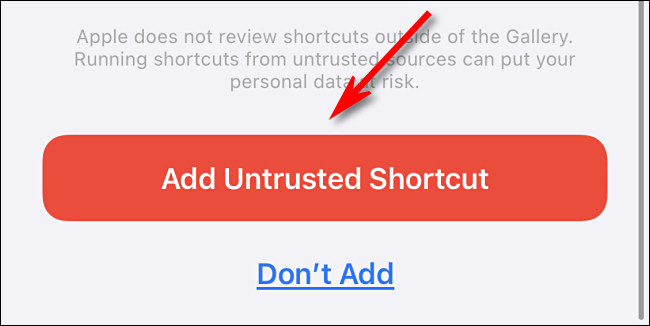 Apple does not review shortcuts outside of the Gallery.
Running shortcuts from untrusted sources can put your
personal data at risk.
Add Untrusted Shortcut
Don’t Add